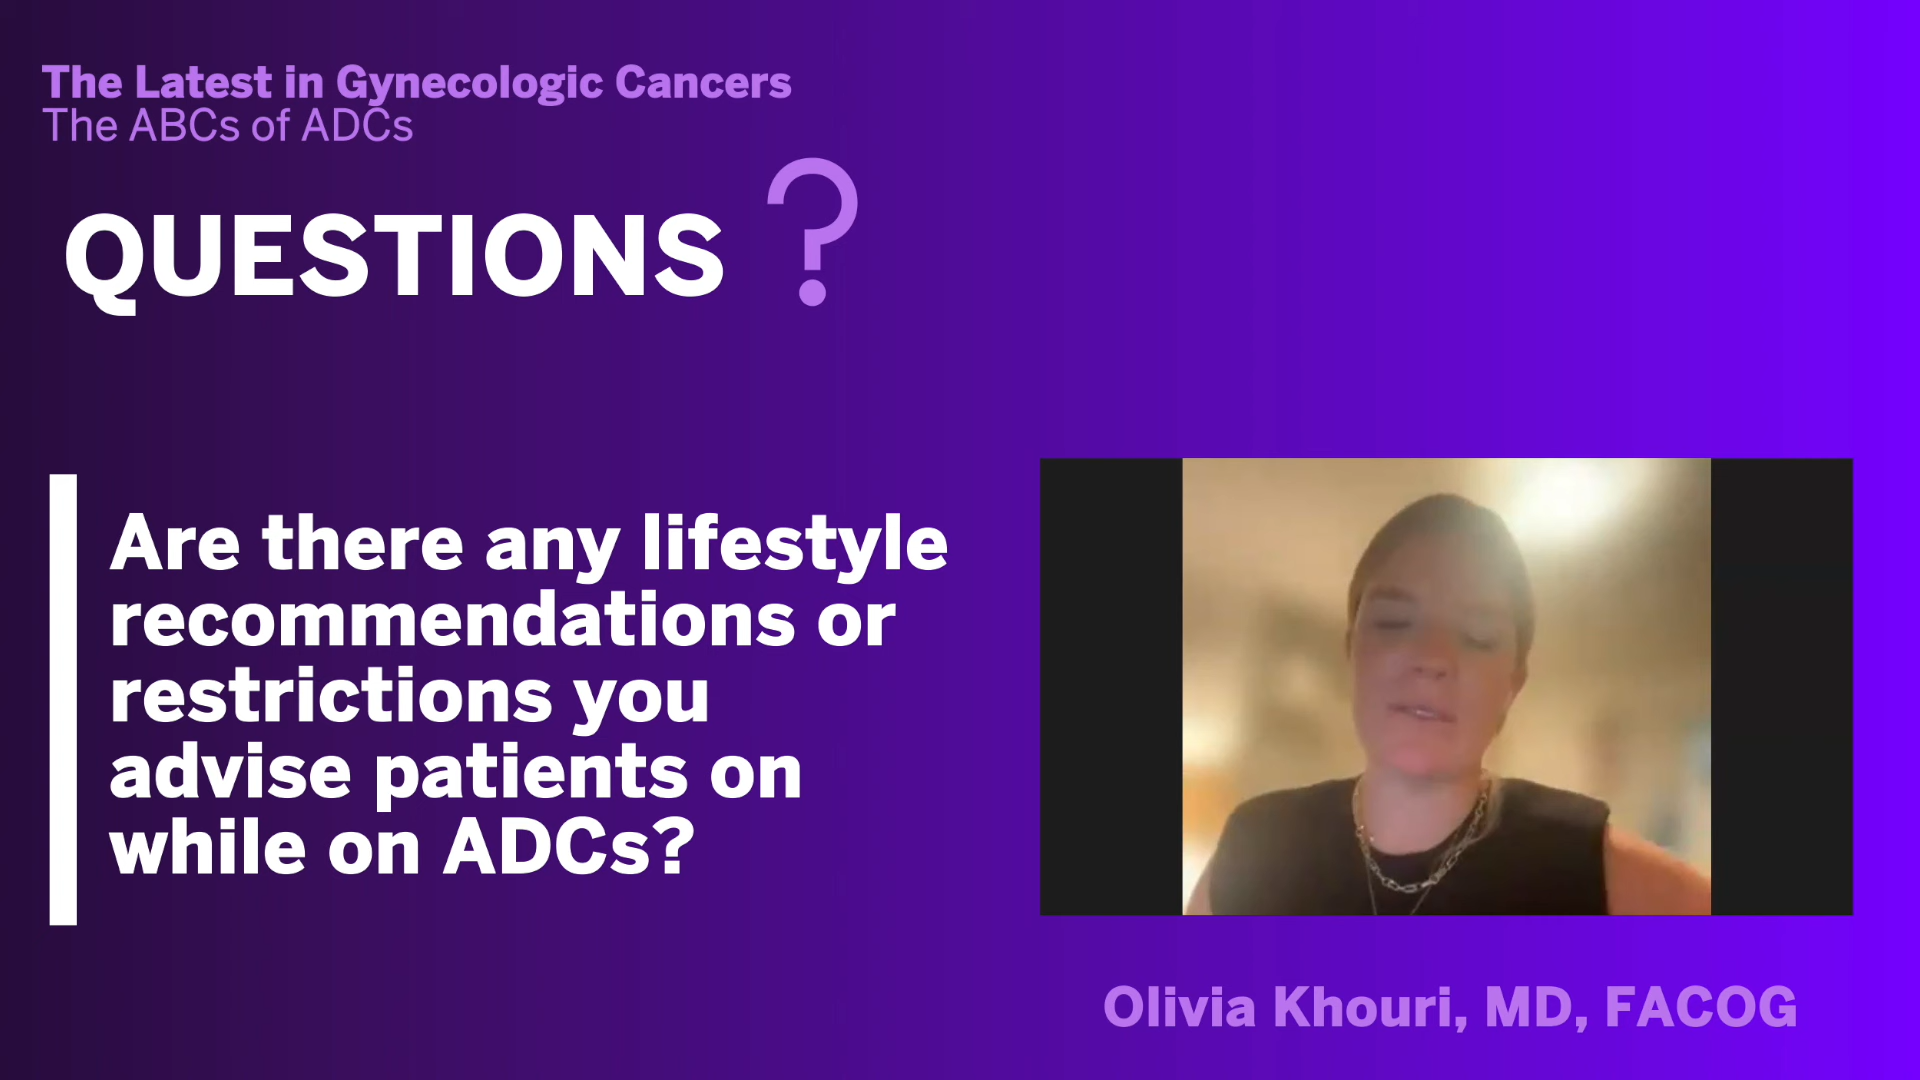 The Latest in Gynecologic Cancers
The ABCs of ADCs
QUESTIONS ?
Are there any lifestyle
recommendations or
restrictions you
advise patients on
while on ADCs?
Olivia Khouri, MD, FACOG